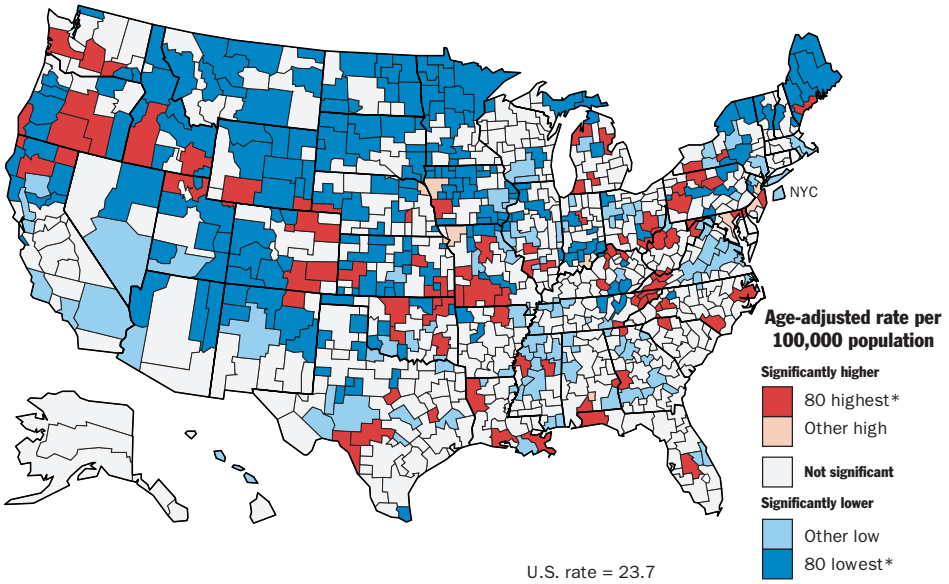 NYC
Age-adjusted rate per
100,000 population
Significantly higher
80 highest*
Other high
Not significant
Significantly lower
Other low
80 lowest*
U.S. rate = 23.7